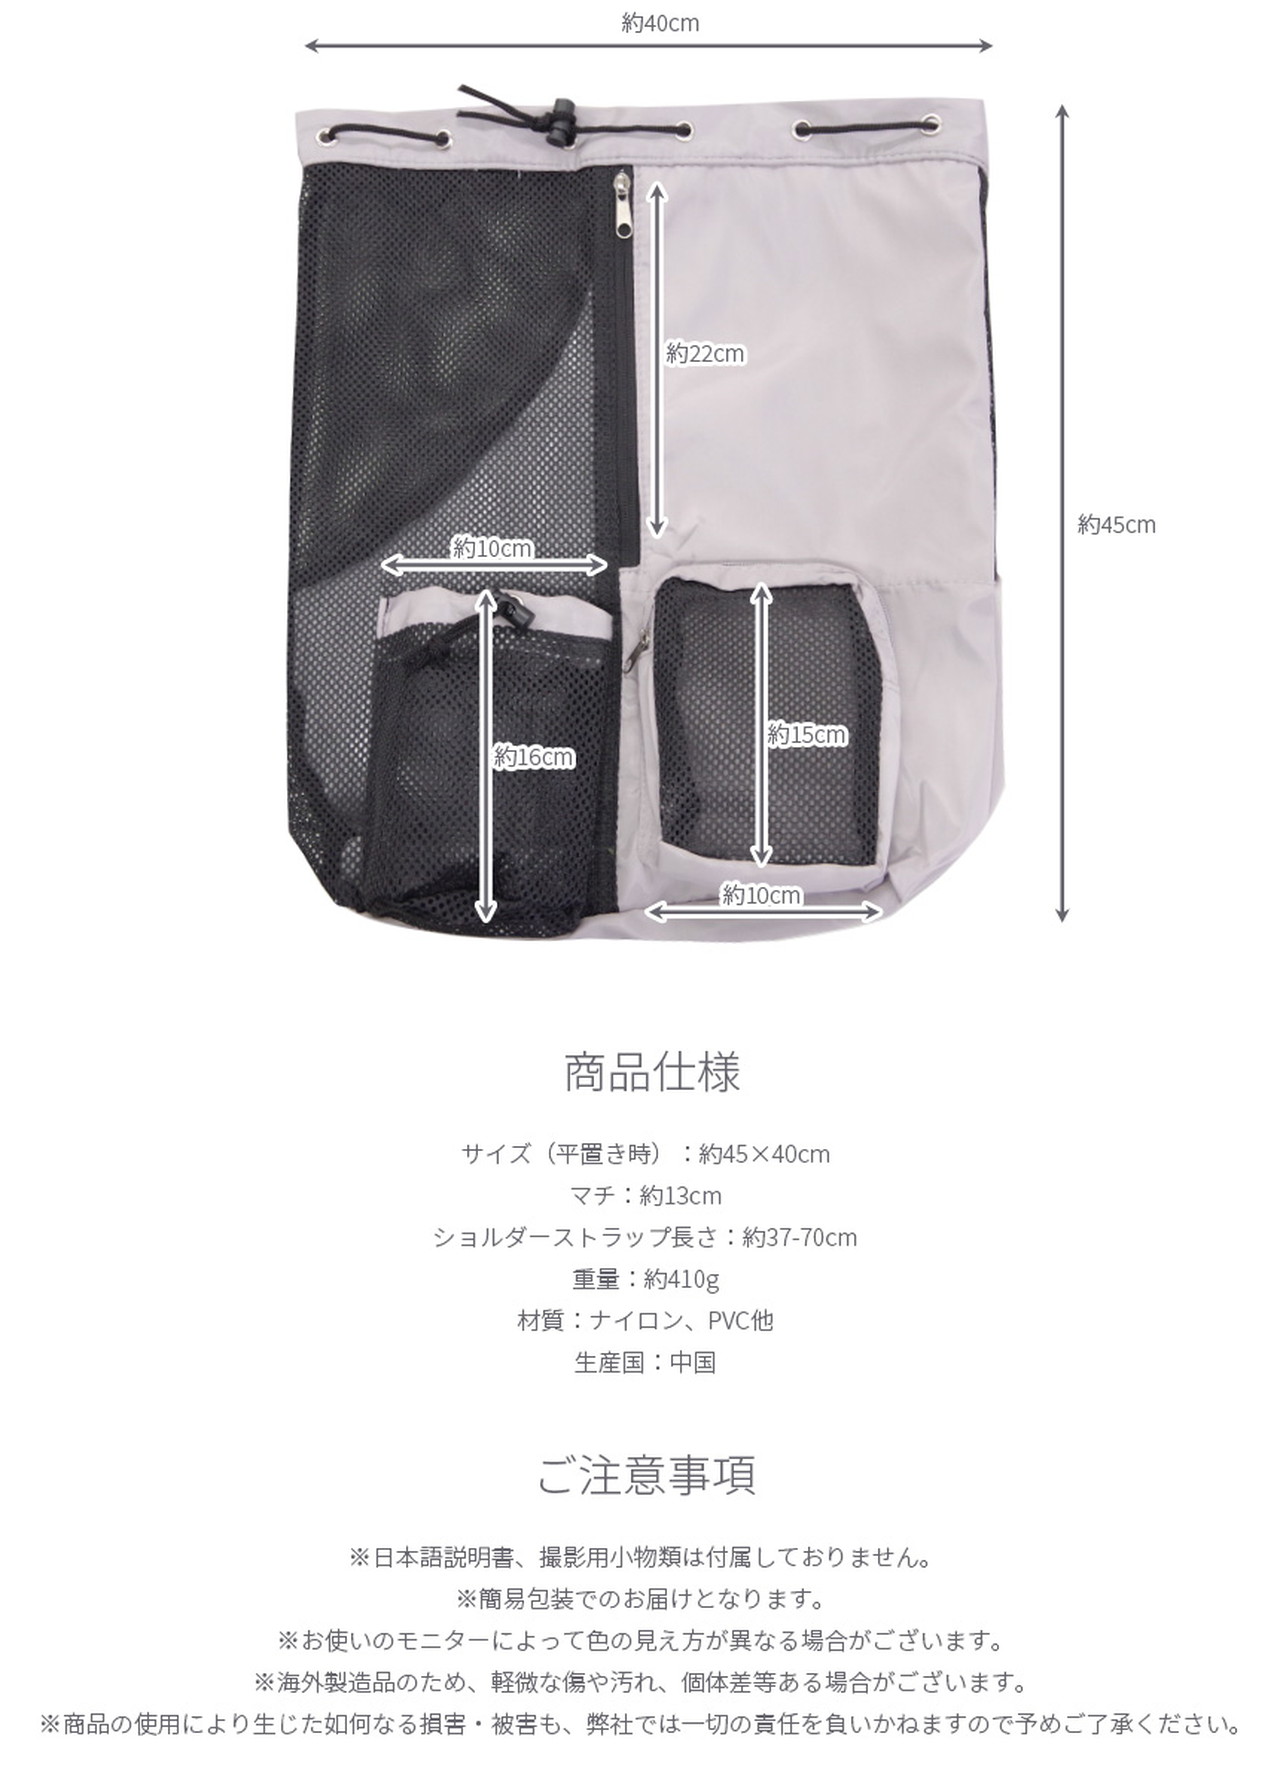 約40cm
約22cm
約45cm
約10cm
約15cm
約16cm
約10cm
商品仕様
サイズ（平置き時）：約45×40cm
マチ：約13cm
ショルダーストラップ長さ：約37-70cm
重量：約410g
材質：ナイロン、PVC他
生産国：中国
ご注意事項
※日本語説明書、撮影用小物類は付属しておりません。
※簡易包装でのお届けとなります。
※お使いのモニターによって色の見え方が異なる場合がございます。
※海外製造品のため、軽微な傷や汚れ、個体差等ある場合がございます。
※商品の使用により生じた如何なる損害・被害も、弊社では一切の責任を負いかねますので予めご了承ください。